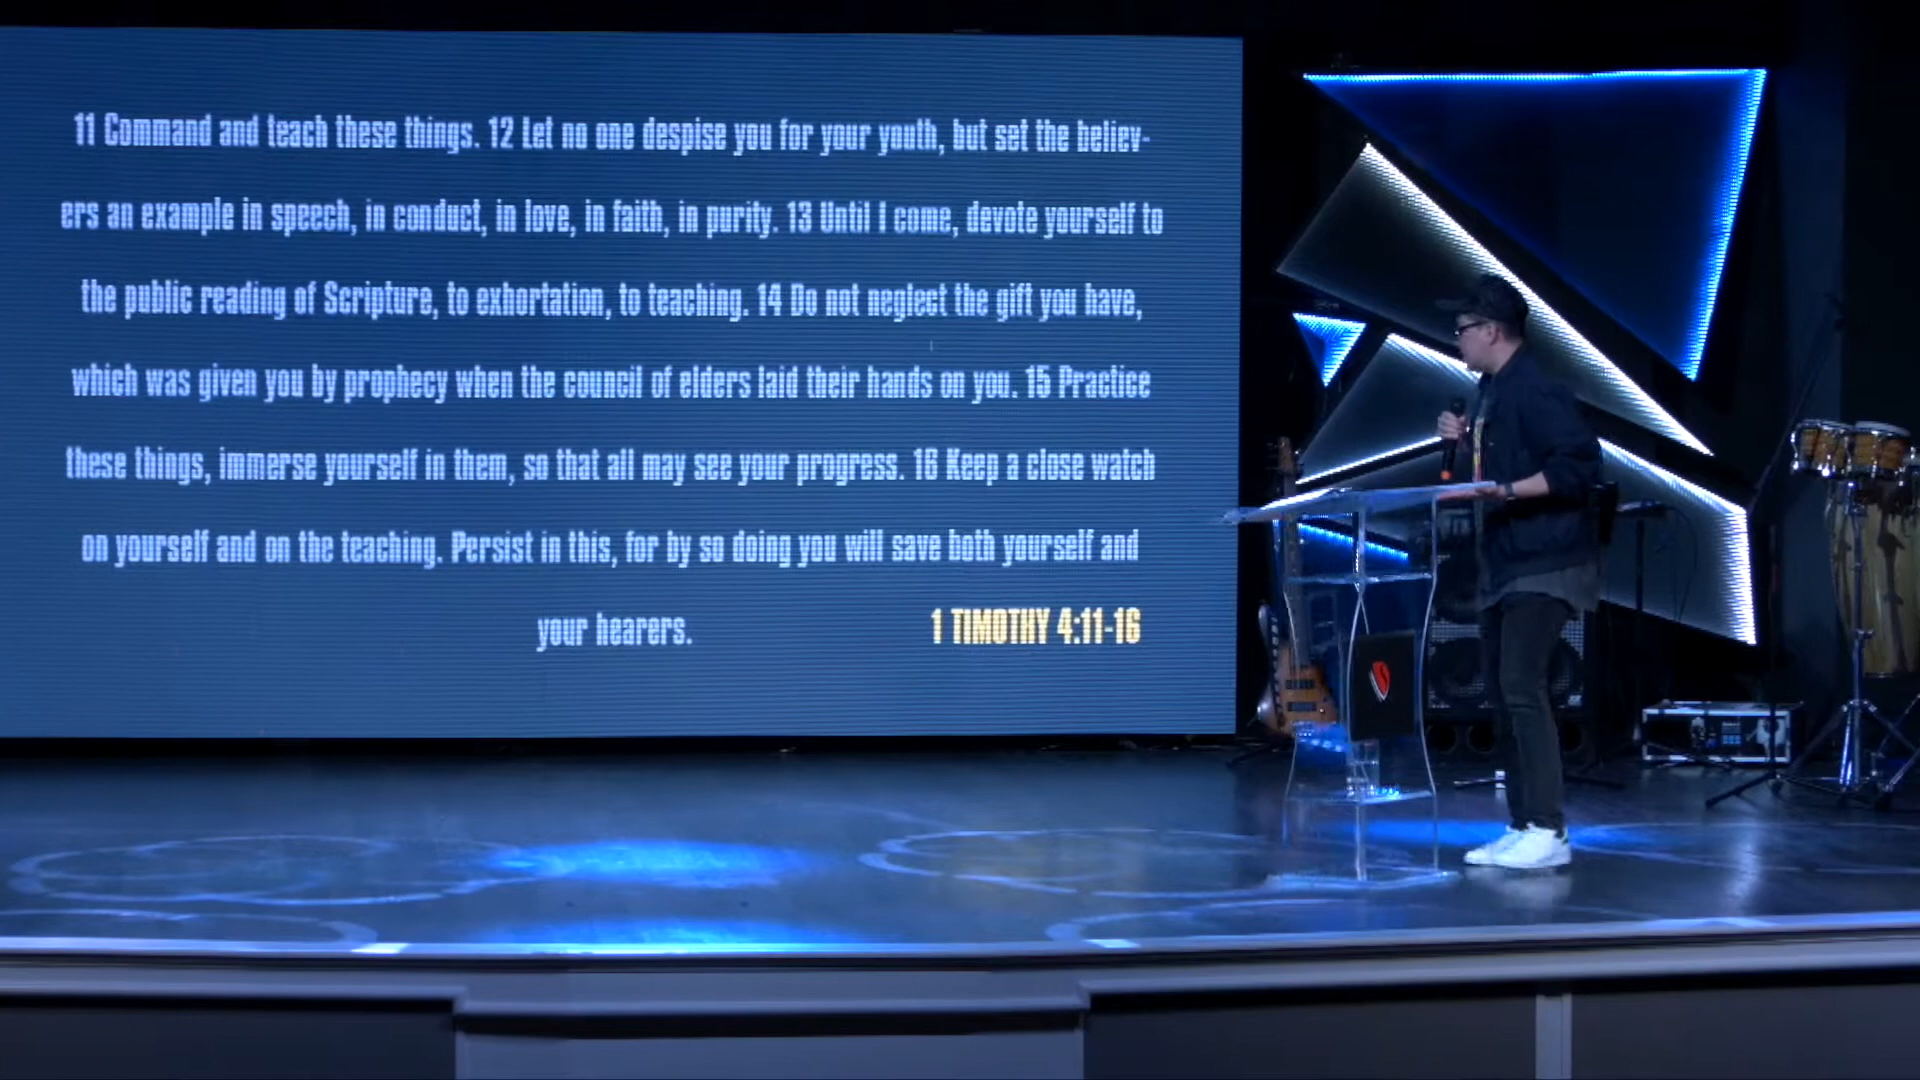 11 Command and teach these things. 12 Let no one despise you for your youth, but set the believ-
ers an example in speech, in conduct, in love, in faith, in purity. 13 Until I come, devote yourself to
the public reading of Scripture, to exhortation, to teaching. 14 Do not neglect the gift you have,
which was given you by prophecy when the council of elders laid their hands on you. 15 Practice
these things, immerse yourself in them, so that all may see your progress. 16 Keep a close watch
on yourself and on the teaching. Persist in this, for by so doing you will save both yourself and
your hearers.
1 TIMOTHY 4:11-16